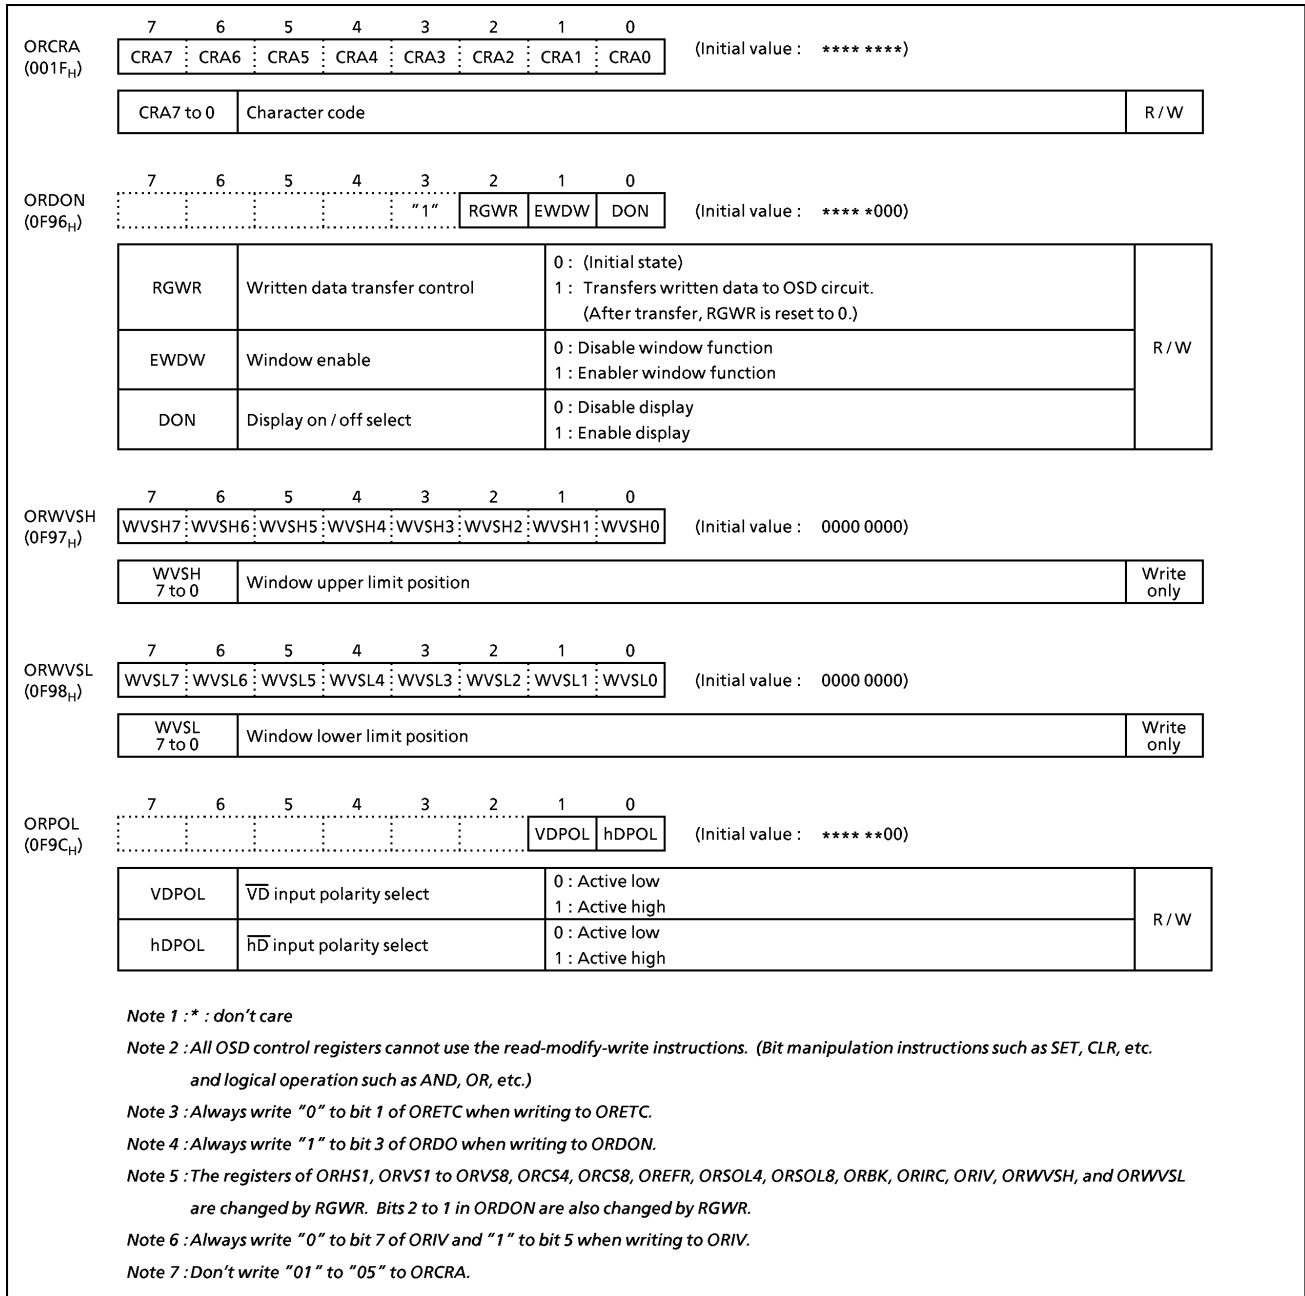 7 6 5 4 3 2 1 0
ORCRA
(001FH)
CRA7 CRA6 CRA5 CRA4 CRA3 CRA2 CRA1 CRA0 (Initial value : **** ****)
CRA7 to 0 Character code R / W
7 6 5 4 3 2 1 0
ORDON
(0F96H)
"1" RGWR EWDW DON (Initial value : **** *000)
RGWR Written data transfer control
0 : (Initial state)
1 : Transfers written data to OSD circuit.
(After transfer, RGWR is reset to 0.)
R / W
EWDW Window enable
0 : Disable window function
1 : Enabler window function
DON Display on / off select
0 : Disable display
1 : Enable display
7 6 5 4 3 2 1 0
ORWVSH
(0F97H)
WVSH7 WVSH6 WVSH5 WVSH4 WVSH3 WVSH2 WVSH1 WVSH0 (Initial value : 0000 0000)
WVSH
7 to 0
Window upper limit position
Write
only
7 6 5 4 3 2 1 0
ORWVSL
(0F98H)
WVSL7 WVSL6 WVSL5 WVSL4 WVSL3 WVSL2 WVSL1 WVSL0 (Initial value : 0000 0000)
WVSL
7 to 0
Window lower limit position
Write
only
7 6 5 4 3 2 1 0
ORPOL
(0F9CH)
VDPOL hDPOL (Initial value : **** **00)
VDPOL V̅D̅ input polarity select
0 : Active low
1 : Active high
R / W
hDPOL h̅D̅ input polarity select
0 : Active low
1 : Active high
Note 1 : * : don't care
Note 2 : All OSD control registers cannot use the read-modify-write instructions. (Bit manipulation instructions such as SET, CLR, etc.
and logical operation such as AND, OR, etc.)
Note 3 : Always write "0" to bit 1 of ORETC when writing to ORETC.
Note 4 : Always write "1" to bit 3 of ORDO when writing to ORDON.
Note 5 : The registers of ORHS1, ORVS1 to ORVS8, ORCS4, ORCS8, OREFR, ORSOL4, ORSOL8, ORBK, ORIRC, ORIV, ORWVSH, and ORWVSL
are changed by RGWR. Bits 2 to 1 in ORDON are also changed by RGWR.
Note 6 : Always write "0" to bit 7 of ORIV and "1" to bit 5 when writing to ORIV.
Note 7 : Don't write "01" to "05" to ORCRA.